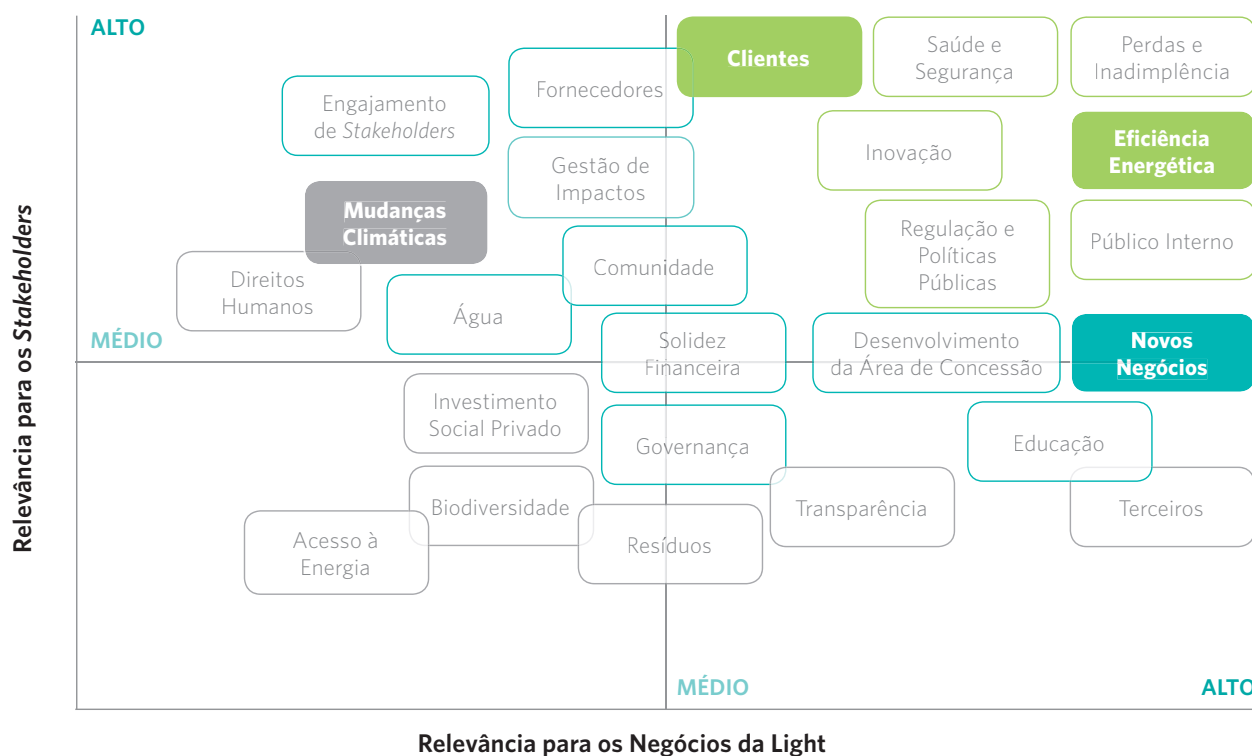 ALTO
Clientes
Saúde e
Segurança
Perdas e
Inadimplência
Fornecedores
Engajamento
de Stakeholders
Inovação
Eficiência
Energética
Gestão de
Impactos
Mudanças
Climáticas
Regulação e
Políticas
Públicas
Público Interno
Comunidade
Direitos
Humanos
Água
MÉDIO
Solidez
Financeira
Desenvolvimento
da Área de Concessão
Novos
Negócios
Investimento
Social Privado
Governança
Educação
Biodiversidade
Transparência
Terceiros
Acesso à
Energia
Resíduos
MÉDIO
ALTO
Relevância para os Stakeholders
Relevância para os Negócios da Light